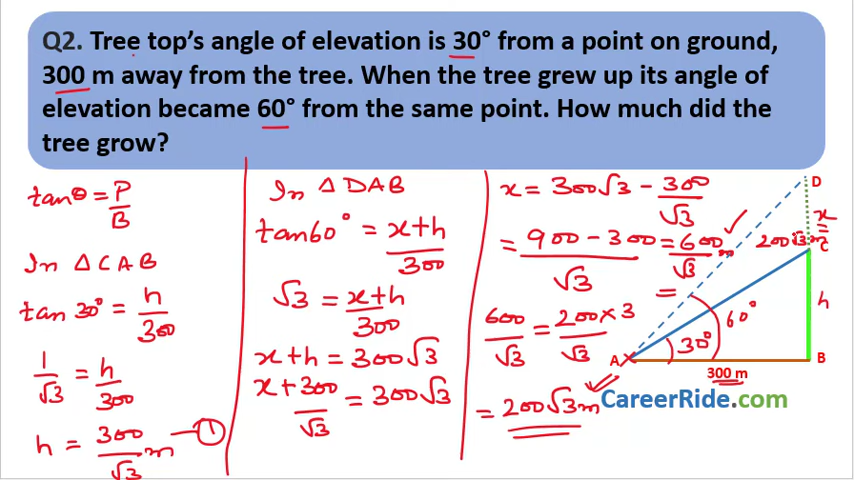 Q2. Tree top's angle of elevation is 30° from a point on ground,
300 m away from the tree. When the tree grew up its angle of
elevation became 60° from the same point. How much did the
tree grow?
tanθ = P/B
In △CAB
tan 30° = h/300
1/√3 = h/300
h = 300/√3 m —①
In △DAB
tan60° = x+h/300
√3 = x+h/300
x+h = 300√3
x+300/√3 = 300√3
x = 300√3 - 300/√3
= 900-300/√3 = 600/√3 m
=
600/√3 = 200×3/√3
= 200√3 m
D
x
=
200√3 m
C
h
60°
30°
A
B
300 m
CareerRide.com